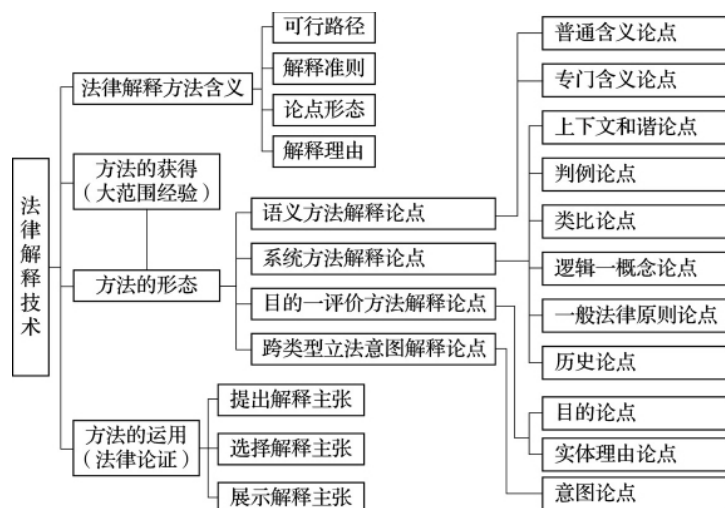 法律解释技术
法律解释方法含义
可行路径
解释准则
论点形态
解释理由
方法的获得
（大范围经验）
方法的形态
语义方法解释论点
系统方法解释论点
目的一评价方法解释论点
跨类型立法意图解释论点
普通含义论点
专门含义论点
上下文和谐论点
判例论点
类比论点
逻辑一概念论点
一般法律原则论点
历史论点
目的论点
实体理由论点
意图论点
方法的运用
（法律论证）
提出解释主张
选择解释主张
展示解释主张